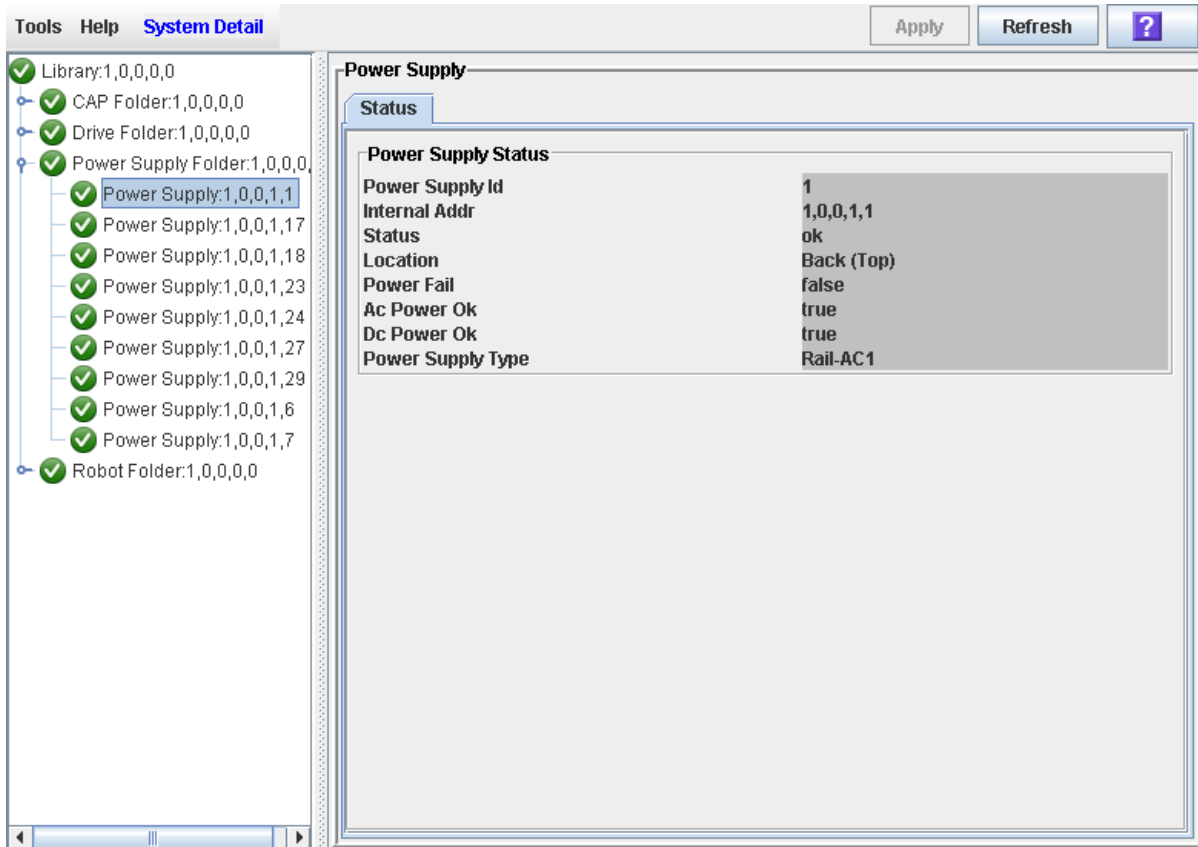 Tools Help System Detail Apply Refresh ?
Library:1,0,0,0,0
CAP Folder:1,0,0,0,0
Drive Folder:1,0,0,0,0
Power Supply Folder:1,0,0,0,
Power Supply:1,0,0,1,1
Power Supply:1,0,0,1,17
Power Supply:1,0,0,1,18
Power Supply:1,0,0,1,23
Power Supply:1,0,0,1,24
Power Supply:1,0,0,1,27
Power Supply:1,0,0,1,29
Power Supply:1,0,0,1,6
Power Supply:1,0,0,1,7
Robot Folder:1,0,0,0,0
Power Supply
Status
Power Supply Status
Power Supply Id 1
Internal Addr 1,0,0,1,1
Status ok
Location Back (Top)
Power Fail false
Ac Power Ok true
Dc Power Ok true
Power Supply Type Rail-AC1